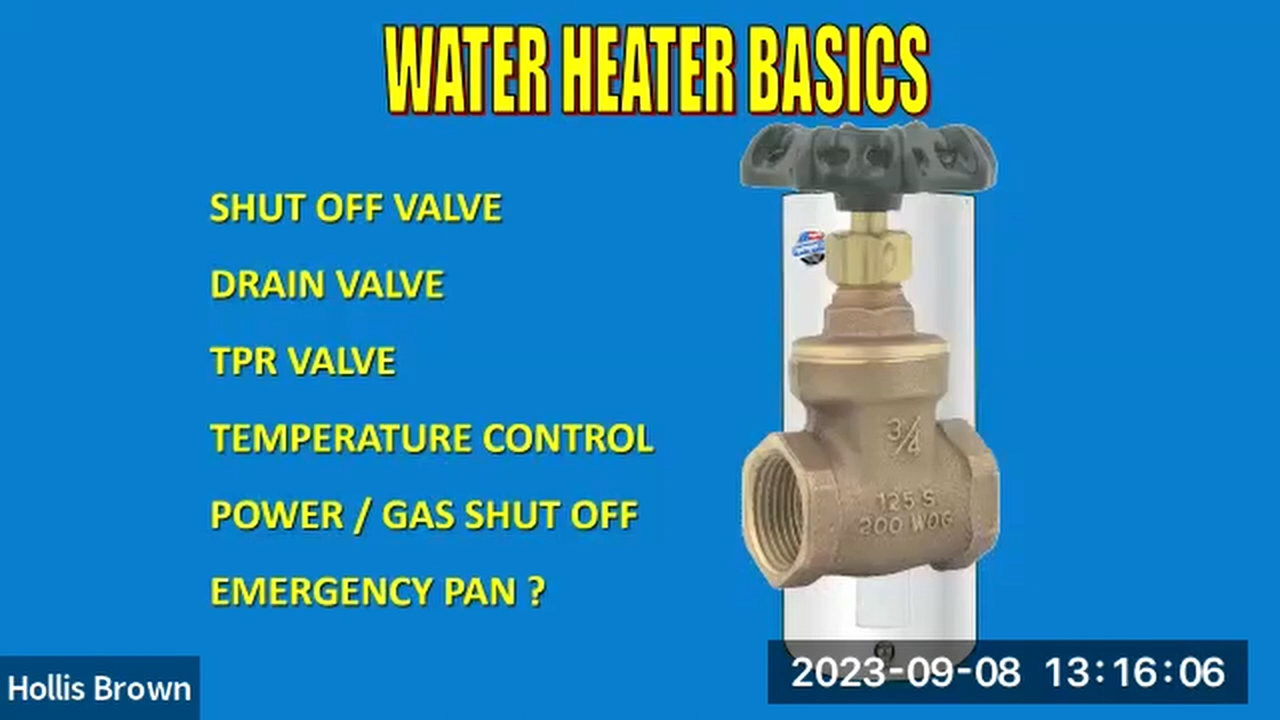 WATER HEATER BASICS
SHUT OFF VALVE
DRAIN VALVE
TPR VALVE
TEMPERATURE CONTROL
POWER / GAS SHUT OFF
EMERGENCY PAN ?
3/4
125 S
200 WOG
Hollis Brown
2023-09-08 13:16:06